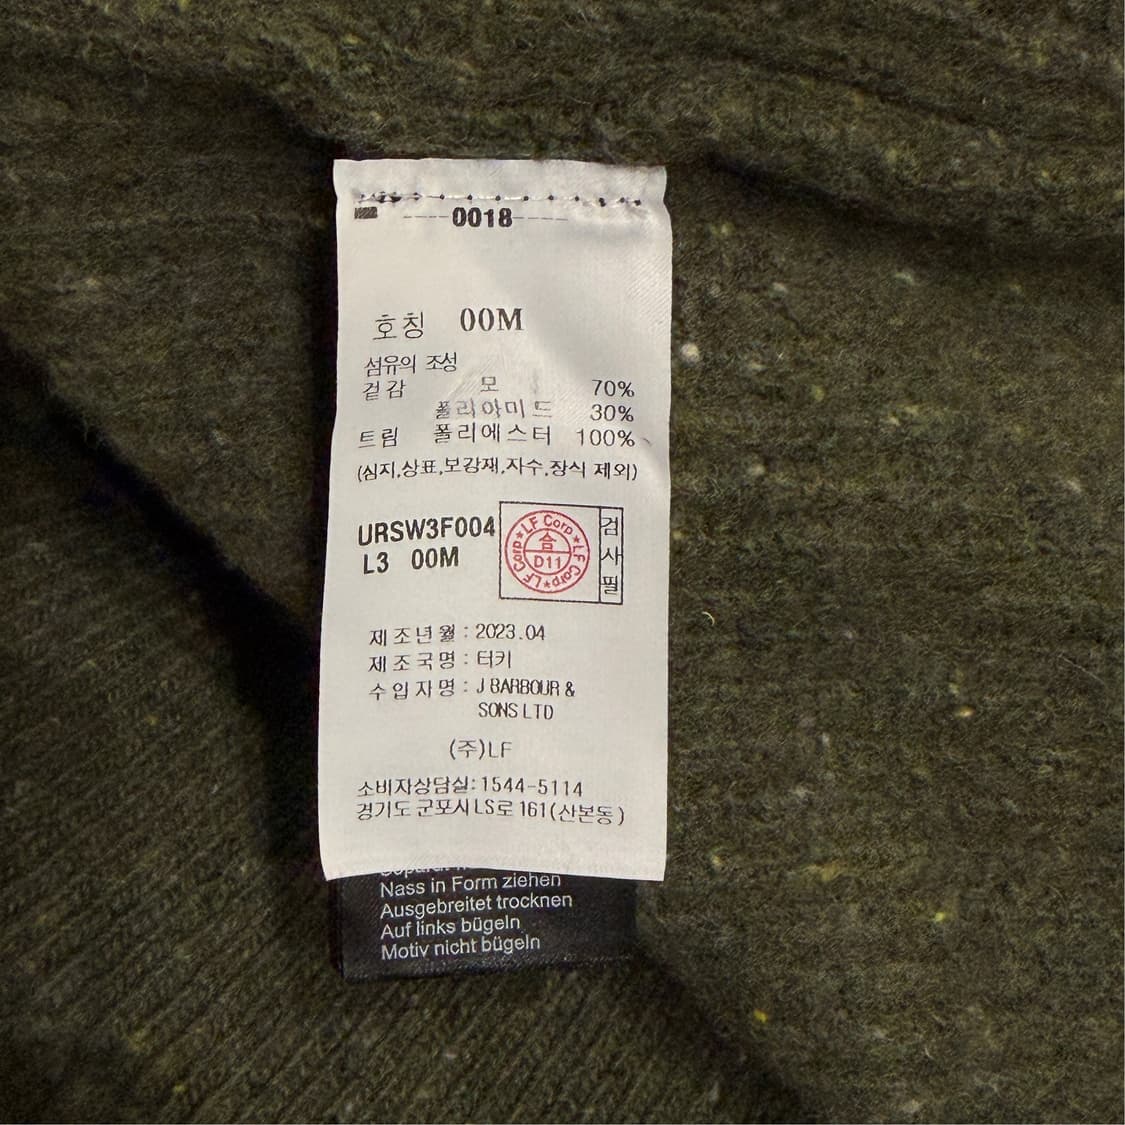 0018
호칭 00M
섬유의 조성
겉감 모 70%
폴리아미드 30%
트림 폴리에스터 100%
(심지,상표,보강재,자수,장식 제외)
URSW3F004
L3 00M
LF Corp★LF Corp★LF Corp★
合
D11
검사필
제조년월 : 2023.04
제조국명 : 터키
수입자명 : J BARBOUR &
SONS LTD
(주)LF
소비자상담실: 1544-5114
경기도 군포시 LS로 161(산본동)
Nass in Form ziehen
Ausgebreitet trocknen
Auf links bügeln
Motiv nicht bügeln